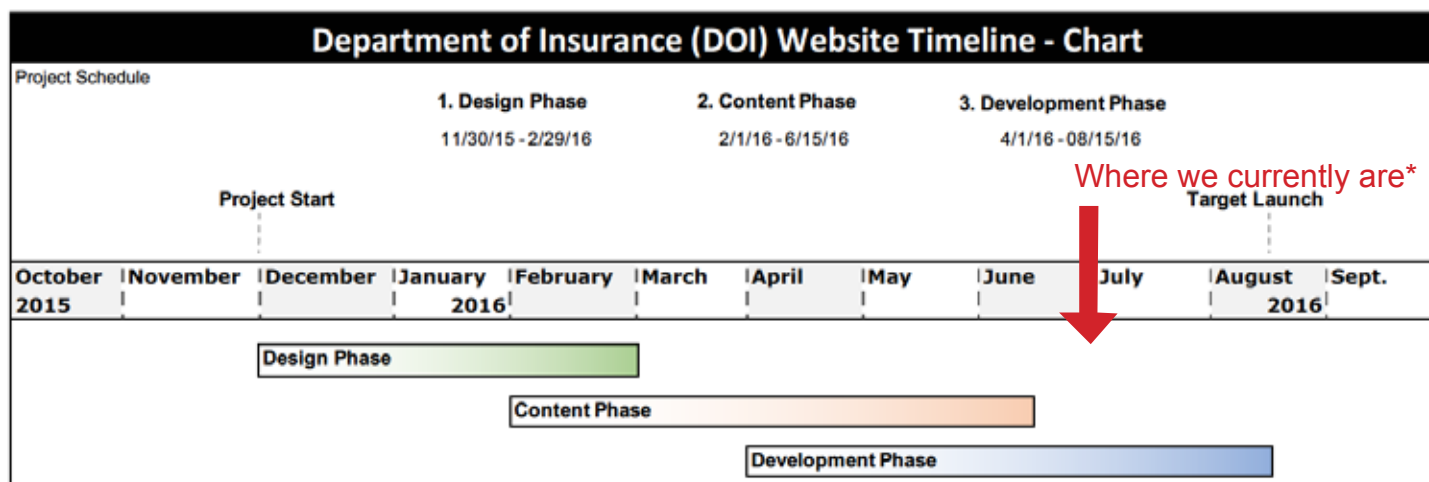 Department of Insurance (DOI) Website Timeline - Chart
Project Schedule
1. Design Phase 2. Content Phase 3. Development Phase
11/30/15 - 2/29/16 2/1/16 - 6/15/16 4/1/16 - 08/15/16
Where we currently are*
Project Start Target Launch
October November December January February March April May June July August Sept.
2015 2016 2016
Design Phase
Content Phase
Development Phase